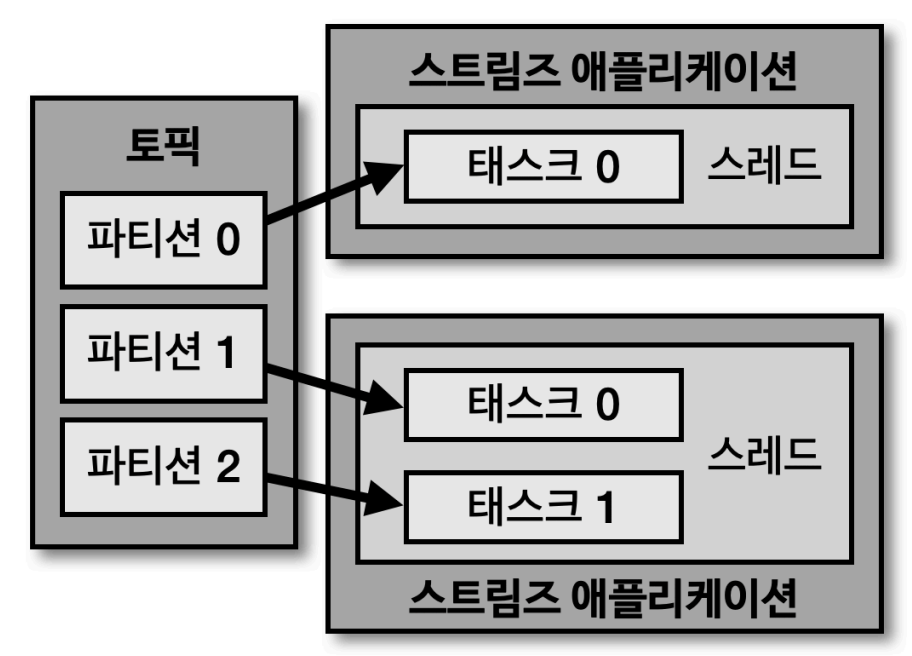 토픽
파티션 0
파티션 1
파티션 2
스트림즈 애플리케이션
태스크 0
스레드
태스크 0
태스크 1
스레드
스트림즈 애플리케이션